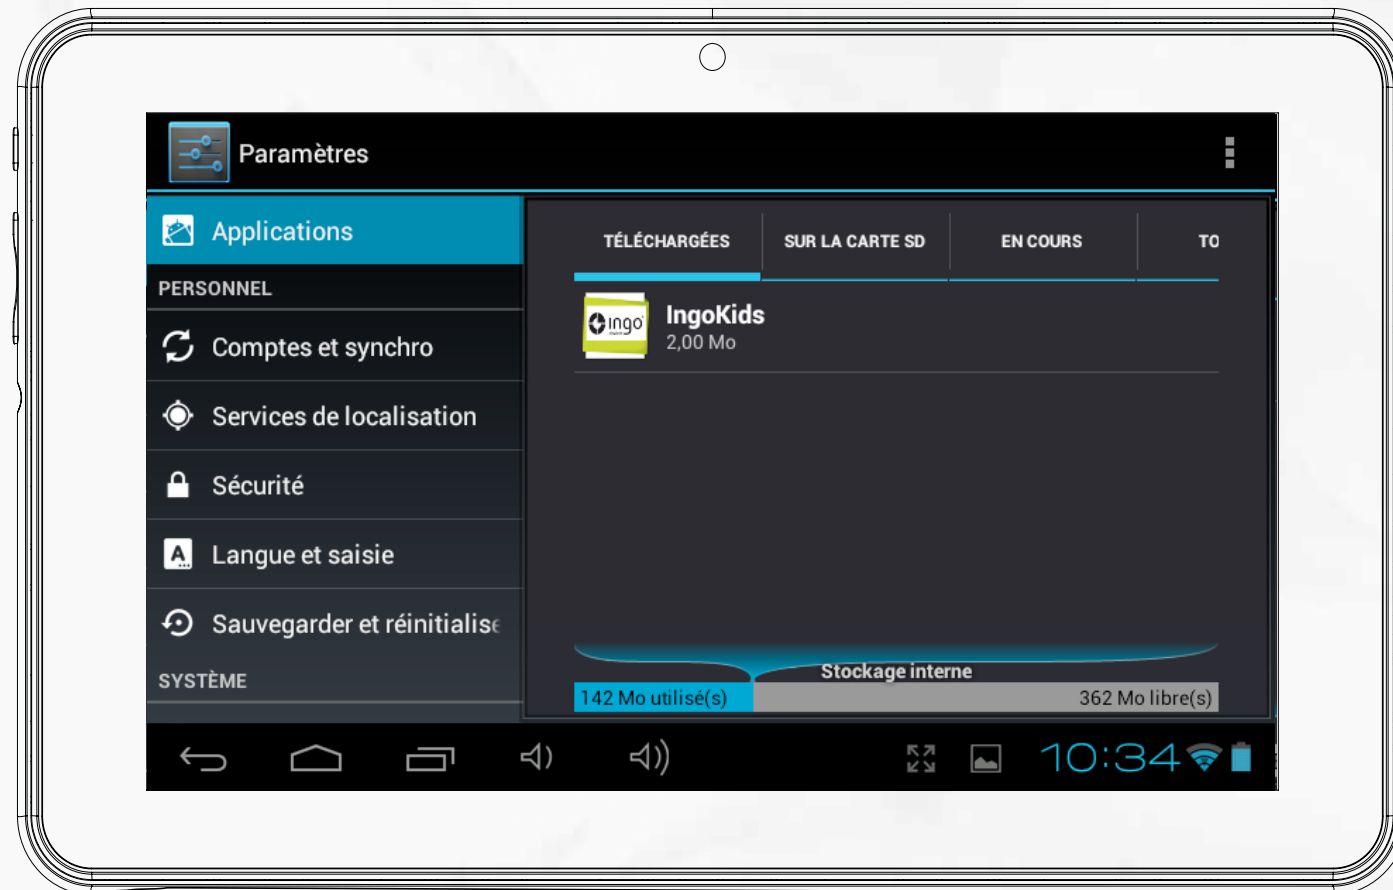 Paramètres
Applications
PERSONNEL
Comptes et synchro
Services de localisation
Sécurité
Langue et saisie
Sauvegarder et réinitialise
SYSTÈME
TÉLÉCHARGÉES SUR LA CARTE SD EN COURS TO
ingo
IngoKids
2,00 Mo
Stockage interne
142 Mo utilisé(s) 362 Mo libre(s)
10:34